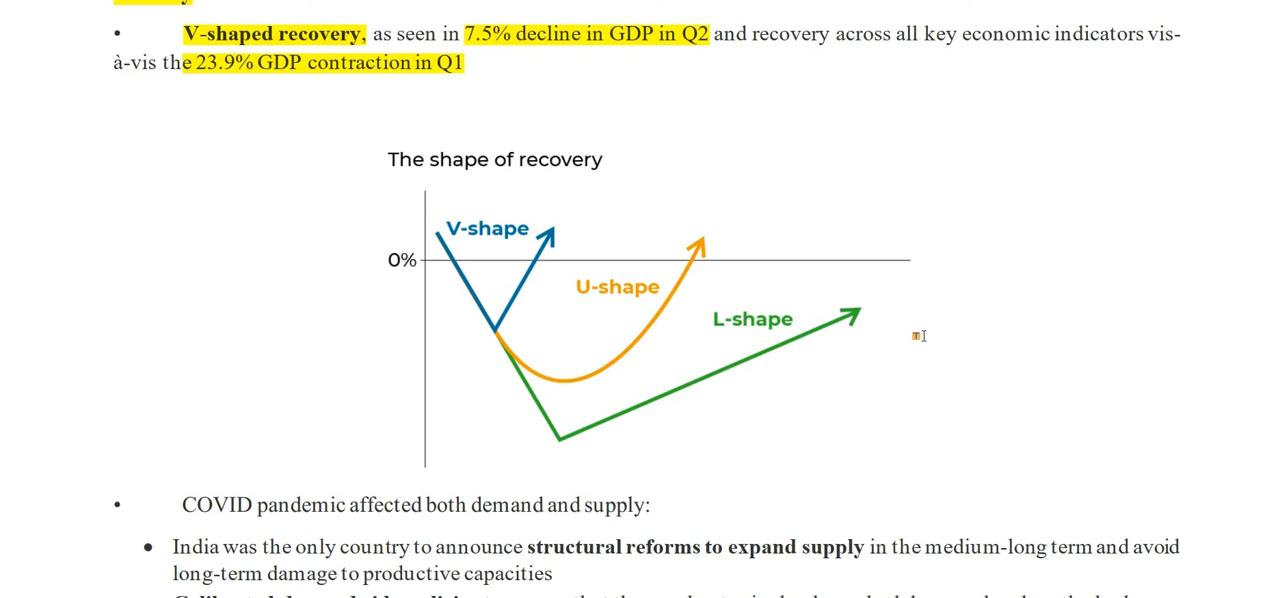 • V-shaped recovery, as seen in 7.5% decline in GDP in Q2 and recovery across all key economic indicators vis-
à-vis the 23.9% GDP contraction in Q1
The shape of recovery
V-shape
0%
U-shape
L-shape
• COVID pandemic affected both demand and supply:
• India was the only country to announce structural reforms to expand supply in the medium-long term and avoid
long-term damage to productive capacities